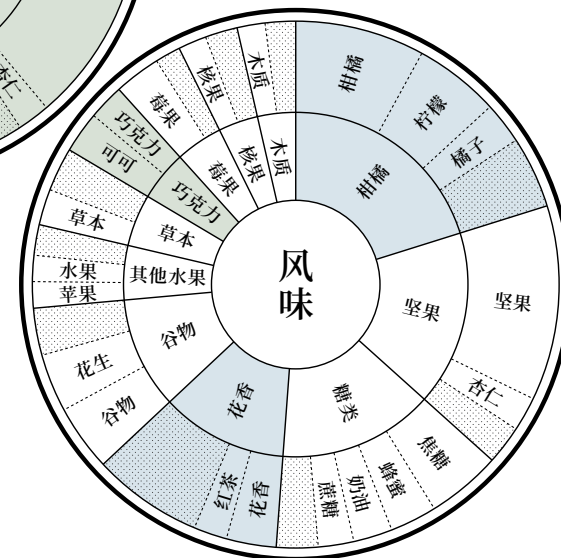 杏仁
风
味
柑橘
坚果
糖类
花香
谷物
其他水果
草本
巧克力
莓果
核果
木质
柑橘
柠檬
橘子
坚果
杏仁
焦糖
蜂蜜
奶油
蔗糖
花香
红茶
谷物
花生
苹果
水果
草本
可可
巧克力
莓果
核果
木质